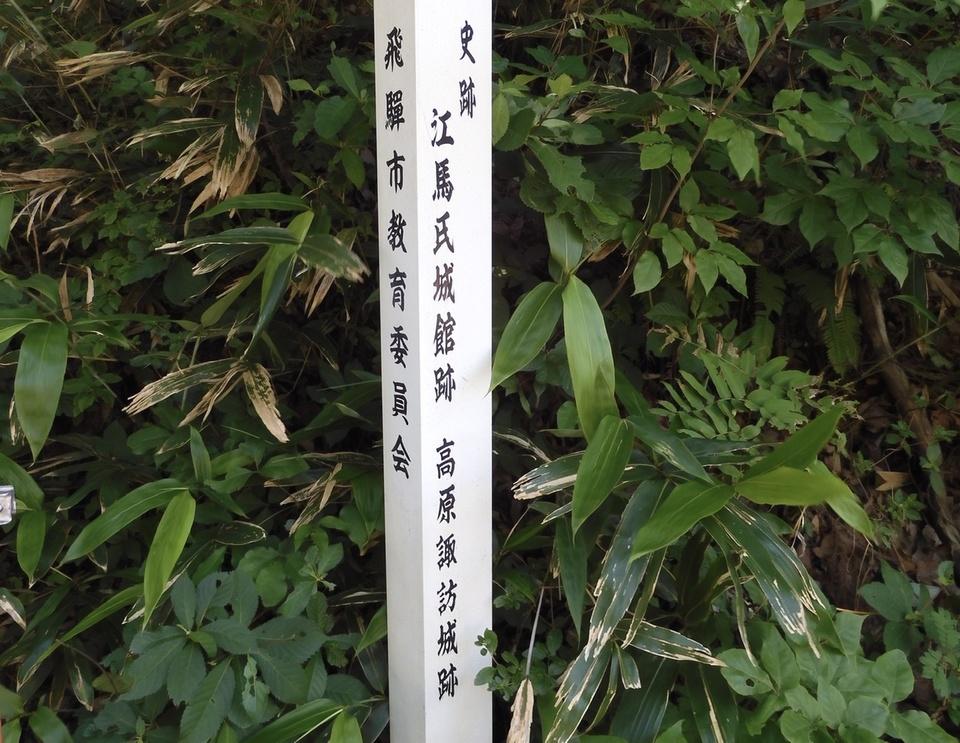 史跡
江馬氏城館跡 高原諏訪城跡
飛驒市教育委員会